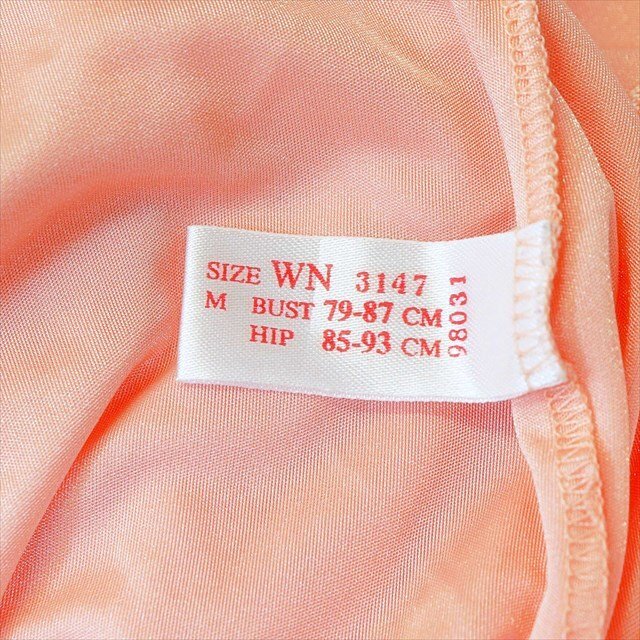 SIZE WN 3147
M BUST 79-87 CM
HIP 85-93 CM
98031